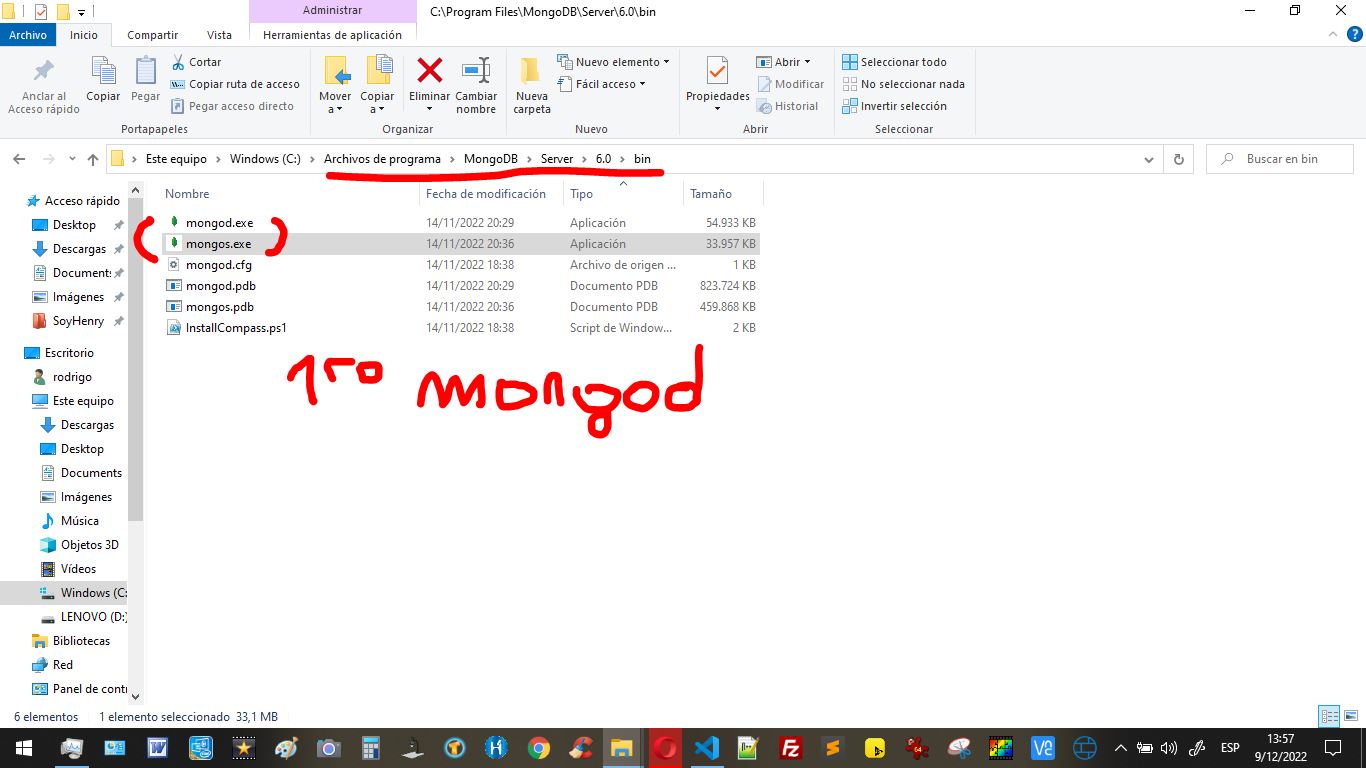 Administrar
C:\Program Files\MongoDB\Server\6.0\bin
Archivo
Inicio
Compartir
Vista
Herramientas de aplicación
Anclar al
Acceso rápido
Copiar
Pegar
Cortar
Copiar ruta de acceso
Pegar acceso directo
Portapapeles
Mover
a
Copiar
a
Eliminar
Cambiar
nombre
Organizar
Nueva
carpeta
Nuevo elemento
Fácil acceso
Nuevo
Propiedades
Abrir
Modificar
Historial
Abrir
Seleccionar todo
No seleccionar nada
Invertir selección
Seleccionar
Este equipo > Windows (C:) > Archivos de programa > MongoDB > Server > 6.0 > bin
Buscar en bin
Acceso rápido
Desktop
Descargas
Document:
Imágenes
SoyHenry
Escritorio
rodrigo
Este equipo
Descargas
Desktop
Documents
Imágenes
Música
Objetos 3D
Vídeos
Windows (C:
LENOVO (D:)
Bibliotecas
Red
Panel de conti
Nombre Fecha de modificación Tipo Tamaño
mongod.exe 14/11/2022 20:29 Aplicación 54.933 KB
mongos.exe 14/11/2022 20:36 Aplicación 33.957 KB
mongod.cfg 14/11/2022 18:38 Archivo de origen ... 1 KB
mongod.pdb 14/11/2022 20:29 Documento PDB 823.724 KB
mongos.pdb 14/11/2022 20:36 Documento PDB 459.868 KB
InstallCompass.ps1 14/11/2022 18:38 Script de Window... 2 KB
1ro mongod
6 elementos
1 elemento seleccionado 33,1 MB
ESP
13:57
9/12/2022